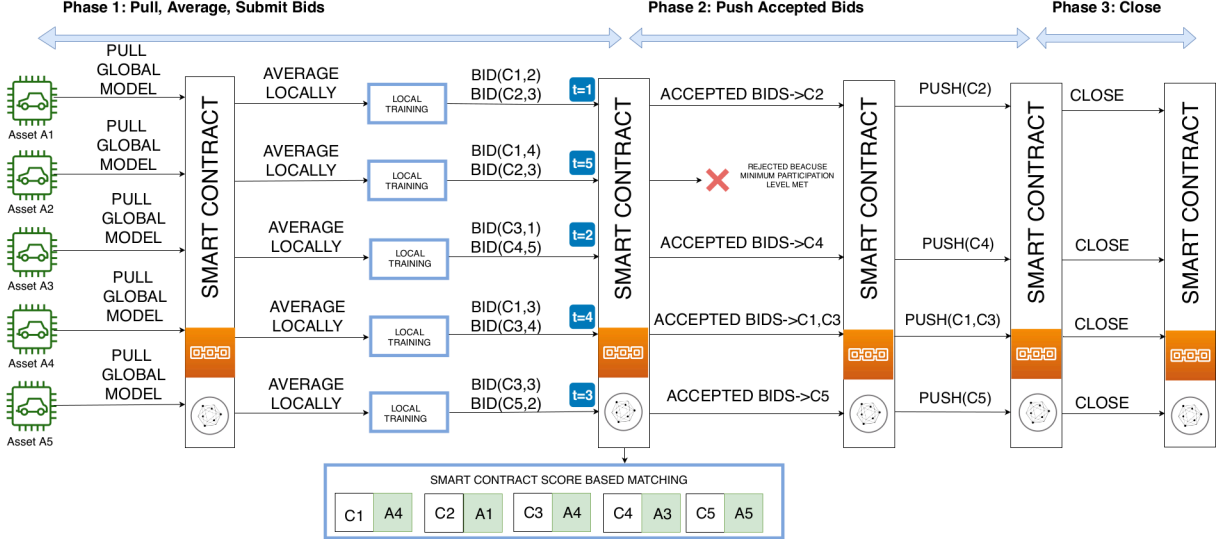 Phase 1: Pull, Average, Submit Bids
Phase 2: Push Accepted Bids
Phase 3: Close
PULL
GLOBAL
MODEL
Asset A1
PULL
GLOBAL
MODEL
Asset A2
PULL
GLOBAL
MODEL
Asset A3
PULL
GLOBAL
MODEL
Asset A4
PULL
GLOBAL
MODEL
Asset A5
SMART CONTRACT
AVERAGE
LOCALLY
LOCAL
TRAINING
BID(C1,2)
BID(C2,3)
t=1
AVERAGE
LOCALLY
LOCAL
TRAINING
BID(C1,4)
BID(C2,3)
t=5
AVERAGE
LOCALLY
LOCAL
TRAINING
BID(C3,1)
BID(C4,5)
t=2
AVERAGE
LOCALLY
LOCAL
TRAINING
BID(C1,3)
BID(C3,4)
t=4
AVERAGE
LOCALLY
LOCAL
TRAINING
BID(C3,3)
BID(C5,2)
t=3
SMART CONTRACT
ACCEPTED BIDS->C2
REJECTED BEACUSE
MINIMUM PARTICIPATION
LEVEL MET
ACCEPTED BIDS->C4
ACCEPTED BIDS->C1,C3
ACCEPTED BIDS->C5
SMART CONTRACT
PUSH(C2)
PUSH(C4)
PUSH(C1,C3)
PUSH(C5)
SMART CONTRACT
CLOSE
CLOSE
CLOSE
CLOSE
SMART CONTRACT
SMART CONTRACT SCORE BASED MATCHING
C1 A4 C2 A1 C3 A4 C4 A3 C5 A5